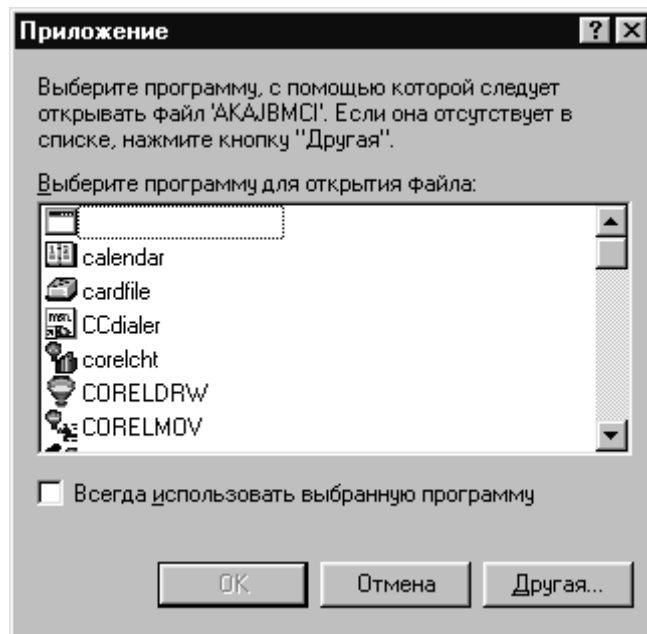 Приложение
Выберите программу, с помощью которой следует
открывать файл 'AKAJBMCI'. Если она отсутствует в
списке, нажмите кнопку "Другая".
Выберите программу для открытия файла:
calendar
cardfile
CCdialer
corelcht
CORELDRW
CORELMOV
Всегда использовать выбранную программу
OK
Отмена
Другая...